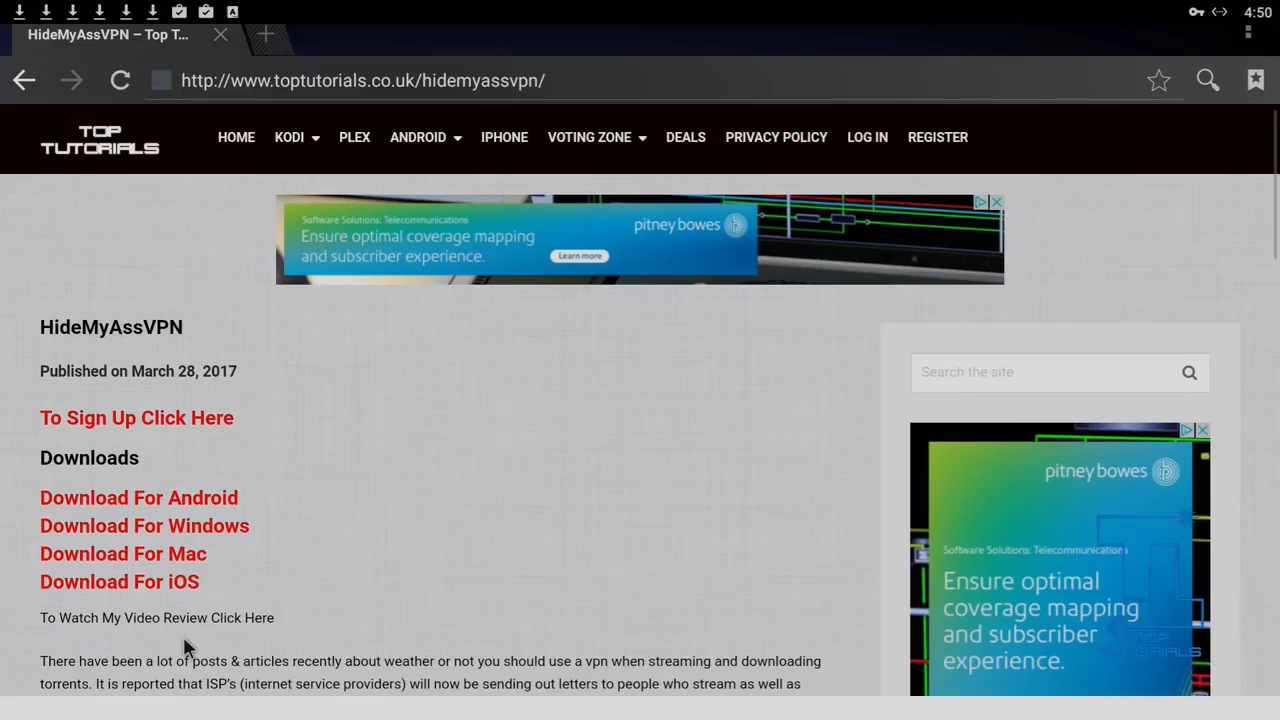 4:50
HideMyAssVPN – Top T...
http://www.toptutorials.co.uk/hidemyassvpn/
TOP
TUTORIALS
HOME KODI PLEX ANDROID IPHONE VOTING ZONE DEALS PRIVACY POLICY LOG IN REGISTER
Software Solutions: Telecommunications
Ensure optimal coverage mapping
and subscriber experience.
Learn more
pitney bowes
HideMyAssVPN
Published on March 28, 2017
To Sign Up Click Here
Downloads
Download For Android
Download For Windows
Download For Mac
Download For iOS
To Watch My Video Review Click Here
There have been a lot of posts & articles recently about weather or not you should use a vpn when streaming and downloading
torrents. It is reported that ISP's (internet service providers) will now be sending out letters to people who stream as well as
Search the site
pitney bowes
Software Solutions: Telecommunications
Ensure optimal
coverage mapping
and subscriber
experience.
TOP
TUTORIALS